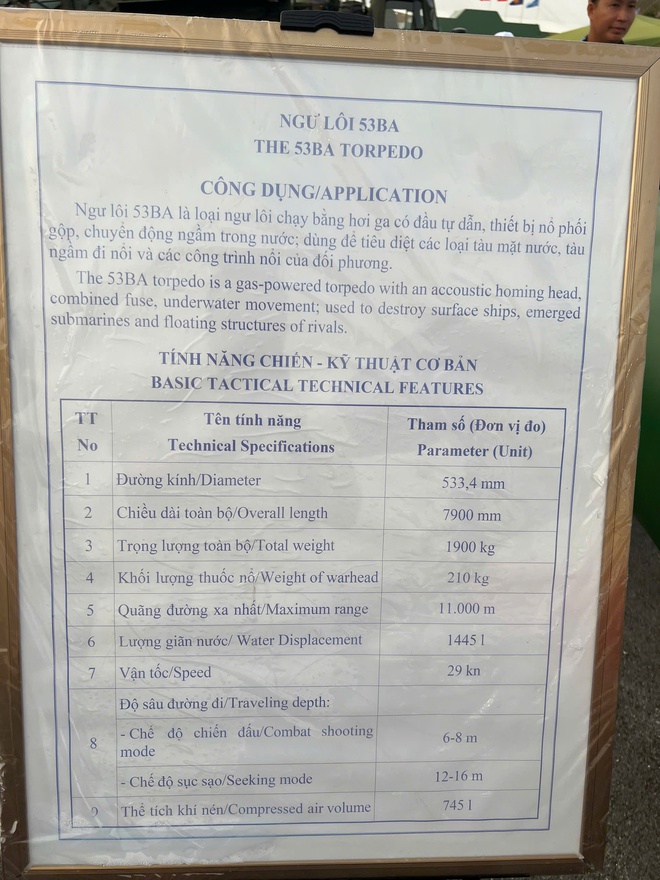 NGƯ LÔI 53BA
THE 53BA TORPEDO
CÔNG DỤNG/APPLICATION
Ngư lôi 53BA là loại ngư lôi chạy bằng hơi ga có đầu tự dẫn, thiết bị nổ phối
gộp, chuyển động ngầm trong nước; dùng để tiêu diệt các loại tàu mặt nước, tàu
ngầm đi nổi và các công trình nổi của đối phương.
The 53BA torpedo is a gas-powered torpedo with an accoustic homing head,
combined fuse, underwater movement; used to destroy surface ships, emerged
submarines and floating structures of rivals.
TÍNH NĂNG CHIẾN - KỸ THUẬT CƠ BẢN
BASIC TACTICAL TECHNICAL FEATURES
TT Tên tính năng Tham số (Đơn vị đo)
No Technical Specifications Parameter (Unit)
1 Đường kính/Diameter 533,4 mm
2 Chiều dài toàn bộ/Overall length 7900 mm
3 Trọng lượng toàn bộ/Total weight 1900 kg
4 Khối lượng thuốc nổ/Weight of warhead 210 kg
5 Quãng đường xa nhất/Maximum range 11.000 m
6 Lượng giãn nước/ Water Displacement 1445 l
7 Vận tốc/Speed 29 kn
Độ sâu đường đi/Traveling depth:
8 - Chế độ chiến đấu/Combat shooting 6-8 m
mode
- Chế độ sục sạo/Seeking mode 12-16 m
9 Thể tích khí nén/Compressed air volume 745 l